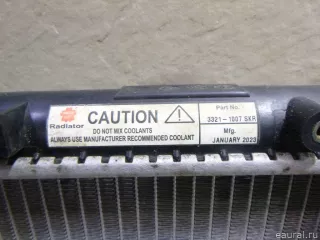 Radiator
CAUTION
DO NOT MIX COOLANTS
ALWAYS USE MANUFACTURER RECOMMENDED COOLANT
Part No.
3321-1007 SKR
Mfg.
JANUARY 2023
eaural.ru